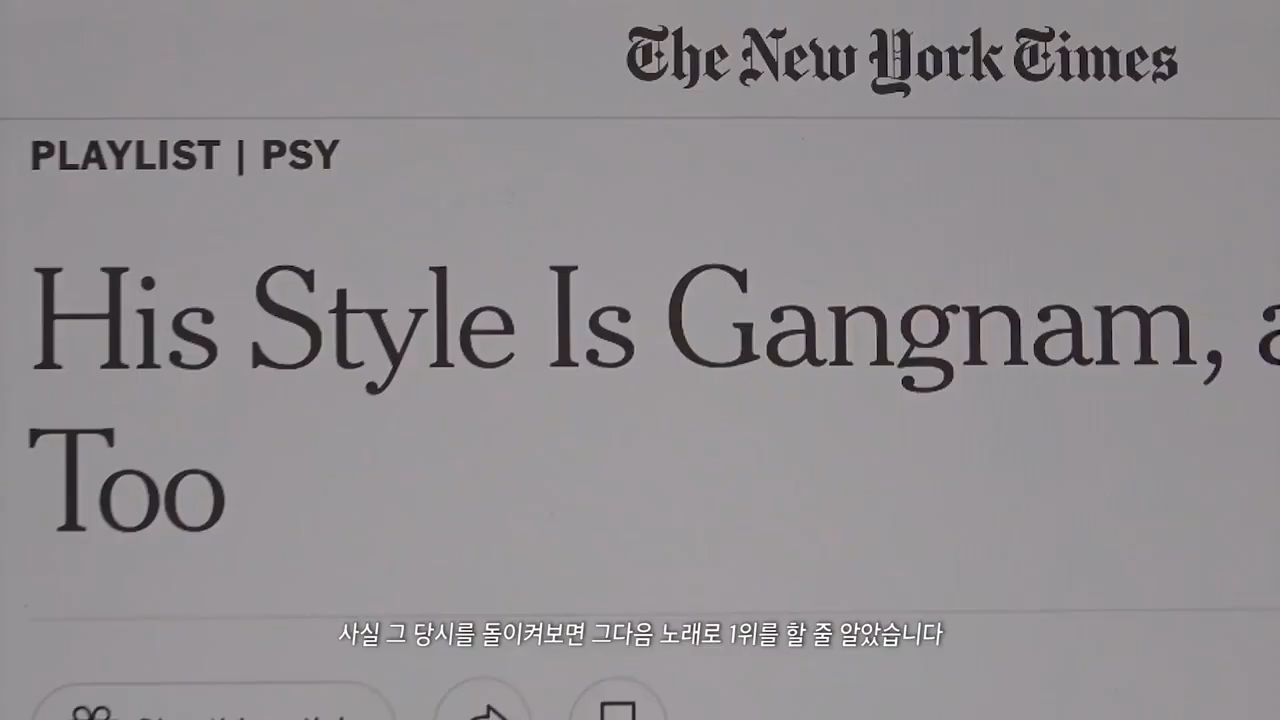 The New York Times
PLAYLIST | PSY
His Style Is Gangnam,
Too
사실 그 당시를 돌이켜보면 그다음 노래로 1위를 할 줄 알았습니다